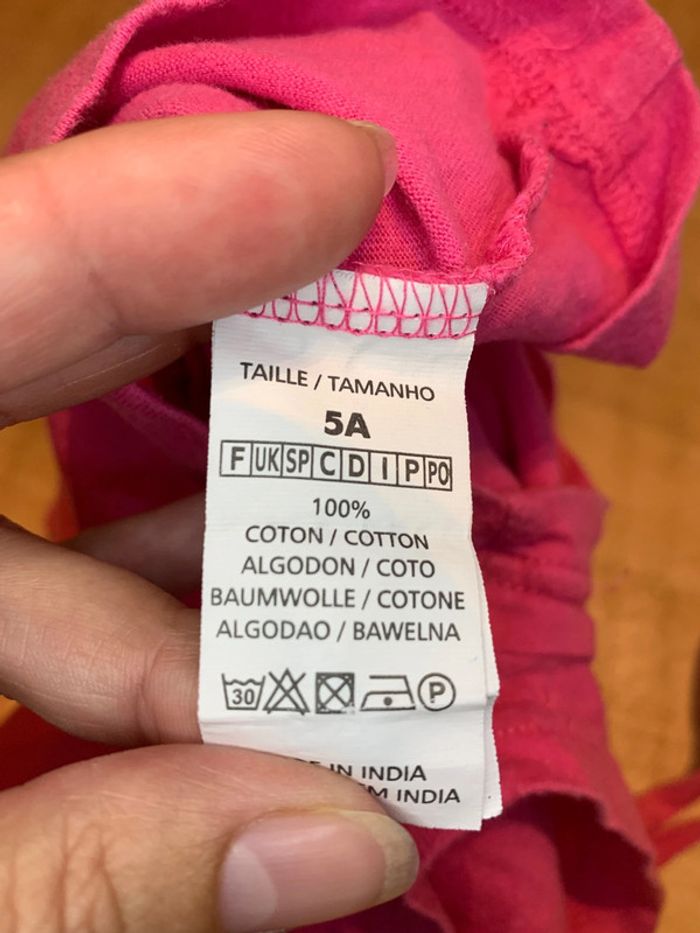 TAILLE / TAMANHO
5A
F UK SP C D I P PO
100%
COTON / COTTON
ALGODON / COTO
BAUMWOLLE / COTONE
ALGODAO / BAWELNA
30 P
IN INDIA
INDIA